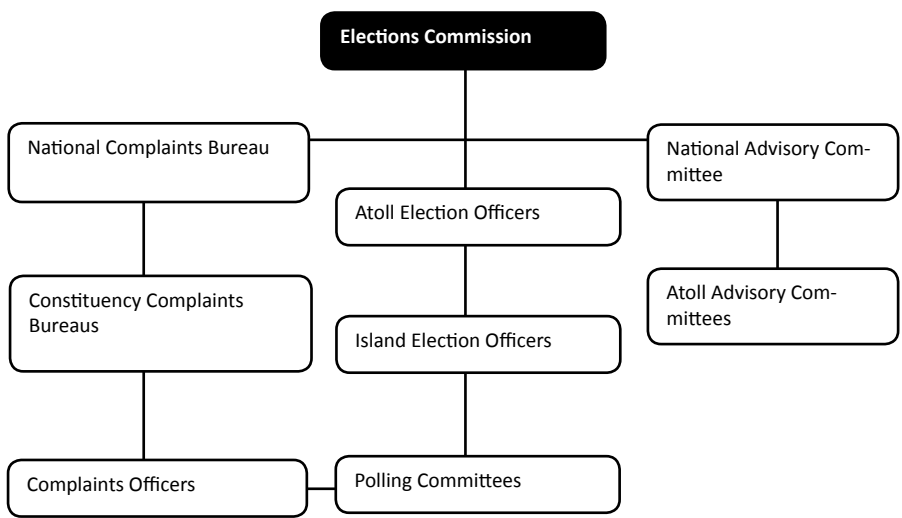 Elections Commission
National Complaints Bureau
National Advisory Com-
mittee
Atoll Election Officers
Constituency Complaints
Bureaus
Atoll Advisory Com-
mittees
Island Election Officers
Complaints Officers
Polling Committees